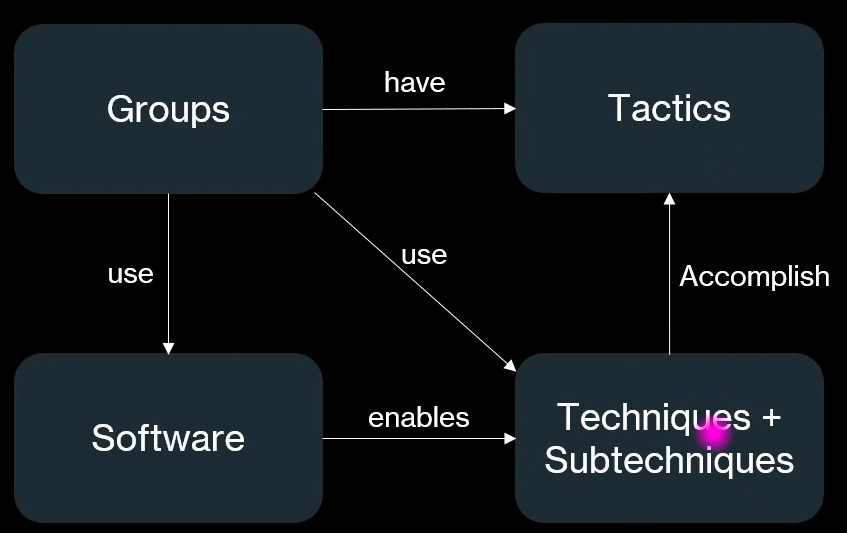 Groups
have
Tactics
use
use
Accomplish
Software
enables
Techniques +
Subtechniques